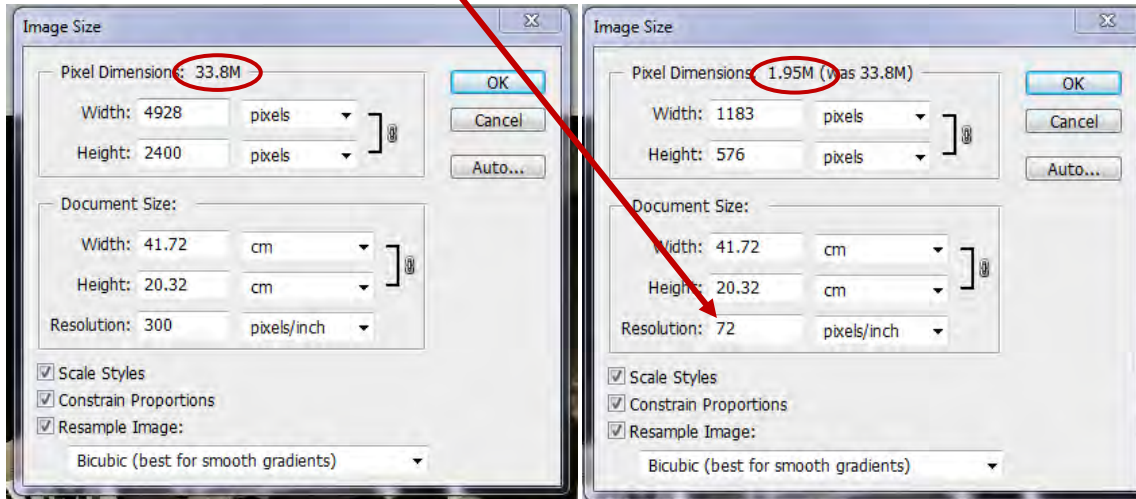 Image Size
Pixel Dimensions: 33.8M
OK
Width: 4928 pixels
Cancel
Height: 2400 pixels
Auto...
Document Size:
Width: 41.72 cm
Height: 20.32 cm
Resolution: 300 pixels/inch
Scale Styles
Constrain Proportions
Resample Image:
Bicubic (best for smooth gradients)
Image Size
Pixel Dimensions: 1.95M (was 33.8M)
OK
Width: 1183 pixels
Cancel
Height: 576 pixels
Auto...
Document Size:
Width: 41.72 cm
Height: 20.32 cm
Resolution: 72 pixels/inch
Scale Styles
Constrain Proportions
Resample Image:
Bicubic (best for smooth gradients)